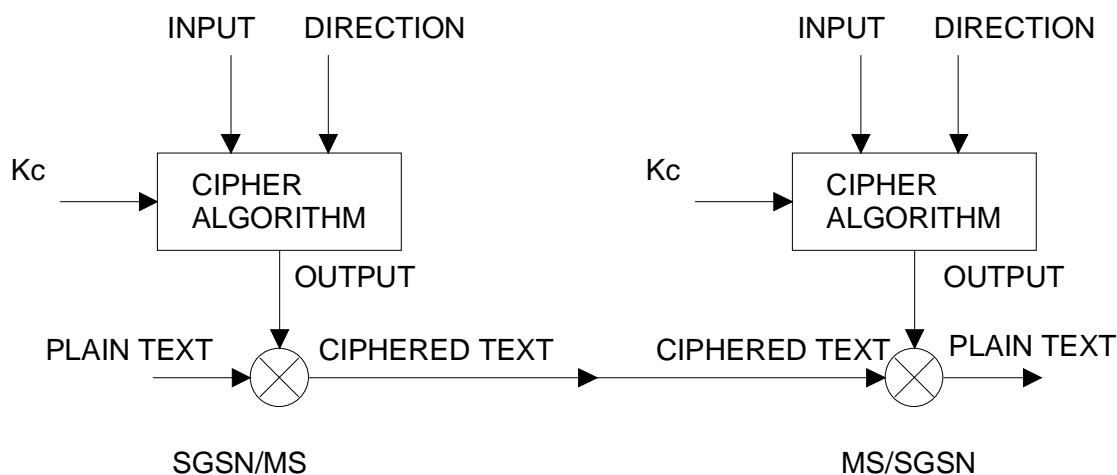 INPUT DIRECTION INPUT DIRECTION
Kc Kc
CIPHER
ALGORITHM
CIPHER
ALGORITHM
OUTPUT OUTPUT
PLAIN TEXT CIPHERED TEXT CIPHERED TEXT PLAIN TEXT
SGSN/MS MS/SGSN